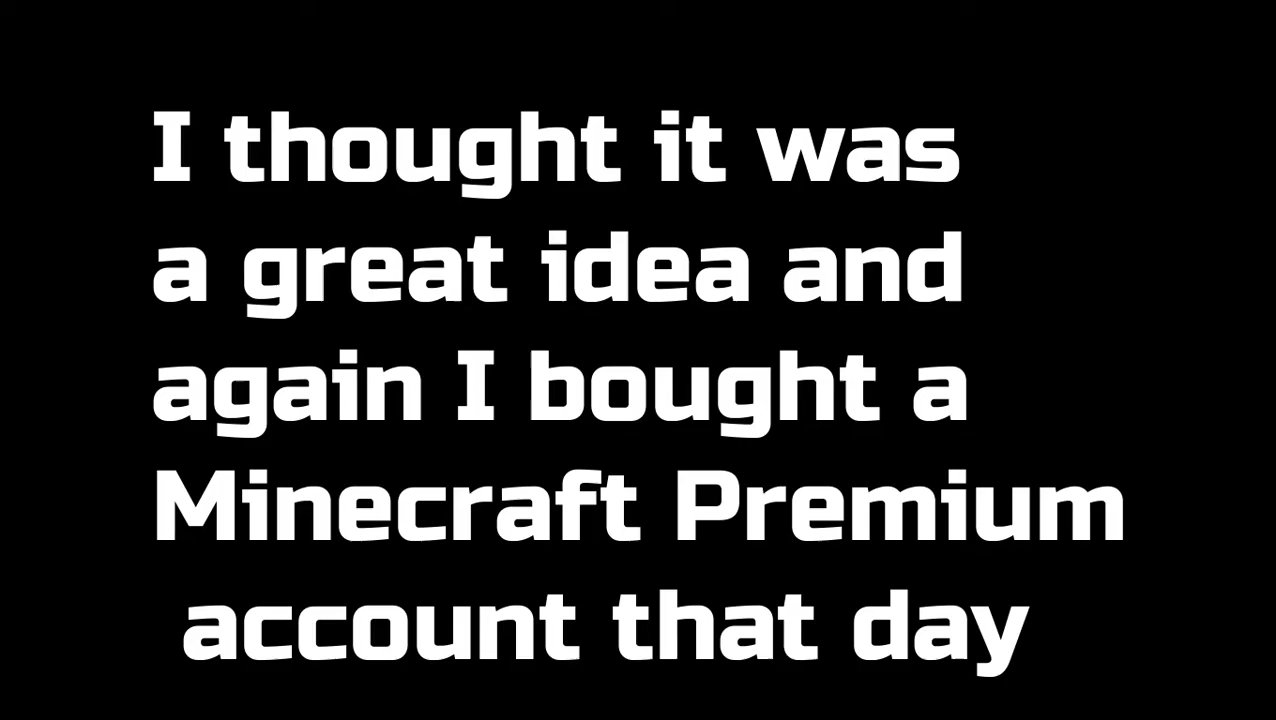 I thought it was
a great idea and
again I bought a
Minecraft Premium
account that day